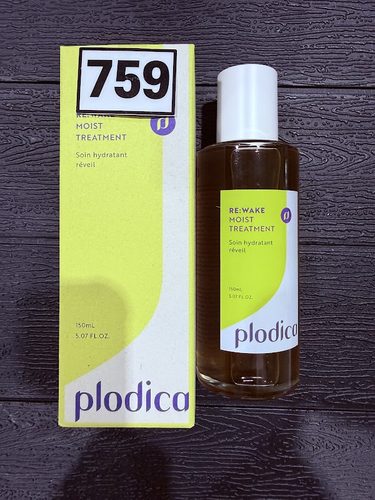 759
RE:WAKE
MOIST
TREATMENT
Soin hydratant
réveil
150mL
5.07 FL.OZ.
plodica
RE:WAKE
MOIST
TREATMENT
Soin hydratant
réveil
150mL
5.07 FL.OZ.
plodica